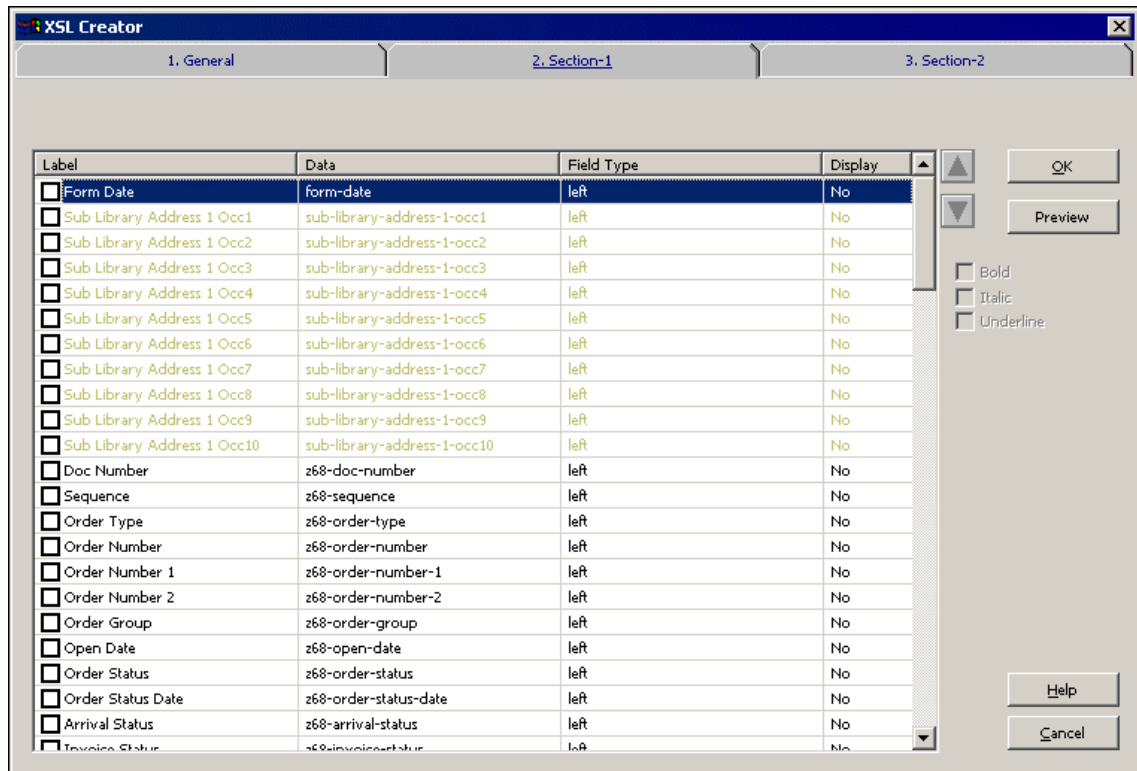 XSL Creator
1. General 2. Section-1 3. Section-2
Label Data Field Type Display
Form Date form-date left No
Sub Library Address 1 Occ1 sub-library-address-1-occ1 left No
Sub Library Address 1 Occ2 sub-library-address-1-occ2 left No
Sub Library Address 1 Occ3 sub-library-address-1-occ3 left No
Sub Library Address 1 Occ4 sub-library-address-1-occ4 left No
Sub Library Address 1 Occ5 sub-library-address-1-occ5 left No
Sub Library Address 1 Occ6 sub-library-address-1-occ6 left No
Sub Library Address 1 Occ7 sub-library-address-1-occ7 left No
Sub Library Address 1 Occ8 sub-library-address-1-occ8 left No
Sub Library Address 1 Occ9 sub-library-address-1-occ9 left No
Sub Library Address 1 Occ10 sub-library-address-1-occ10 left No
Doc Number z68-doc-number left No
Sequence z68-sequence left No
Order Type z68-order-type left No
Order Number z68-order-number left No
Order Number 1 z68-order-number-1 left No
Order Number 2 z68-order-number-2 left No
Order Group z68-order-group left No
Open Date z68-open-date left No
Order Status z68-order-status left No
Order Status Date z68-order-status-date left No
Arrival Status z68-arrival-status left No
Invoice Status z68-invoice-status left No
OK
Preview
Bold
Italic
Underline
Help
Cancel